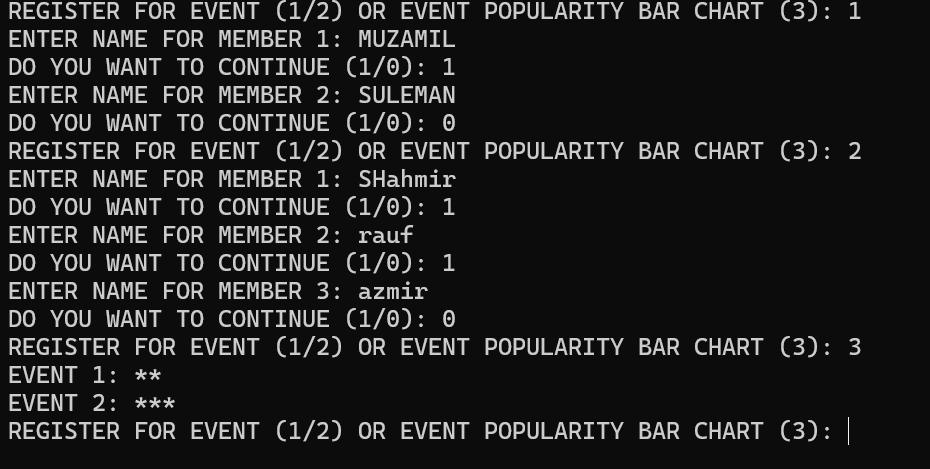 REGISTER FOR EVENT (1/2) OR EVENT POPULARITY BAR CHART (3): 1
ENTER NAME FOR MEMBER 1: MUZAMIL
DO YOU WANT TO CONTINUE (1/0): 1
ENTER NAME FOR MEMBER 2: SULEMAN
DO YOU WANT TO CONTINUE (1/0): 0
REGISTER FOR EVENT (1/2) OR EVENT POPULARITY BAR CHART (3): 2
ENTER NAME FOR MEMBER 1: SHahmir
DO YOU WANT TO CONTINUE (1/0): 1
ENTER NAME FOR MEMBER 2: rauf
DO YOU WANT TO CONTINUE (1/0): 1
ENTER NAME FOR MEMBER 3: azmir
DO YOU WANT TO CONTINUE (1/0): 0
REGISTER FOR EVENT (1/2) OR EVENT POPULARITY BAR CHART (3): 3
EVENT 1: **
EVENT 2: ***
REGISTER FOR EVENT (1/2) OR EVENT POPULARITY BAR CHART (3):